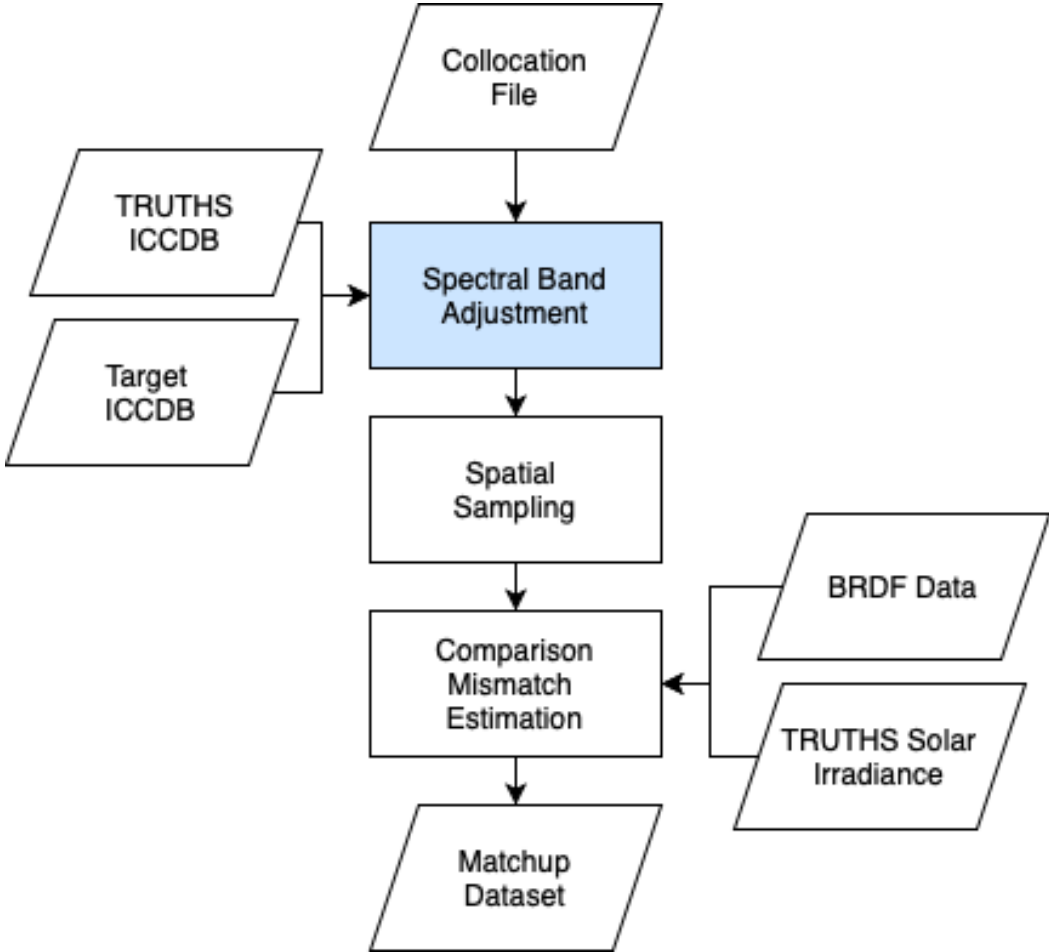 Collocation
File
TRUTHS
ICCDB
Spectral Band
Adjustment
Target
ICCDB
Spatial
Sampling
BRDF Data
Comparison
Mismatch
Estimation
TRUTHS Solar
Irradiance
Matchup
Dataset